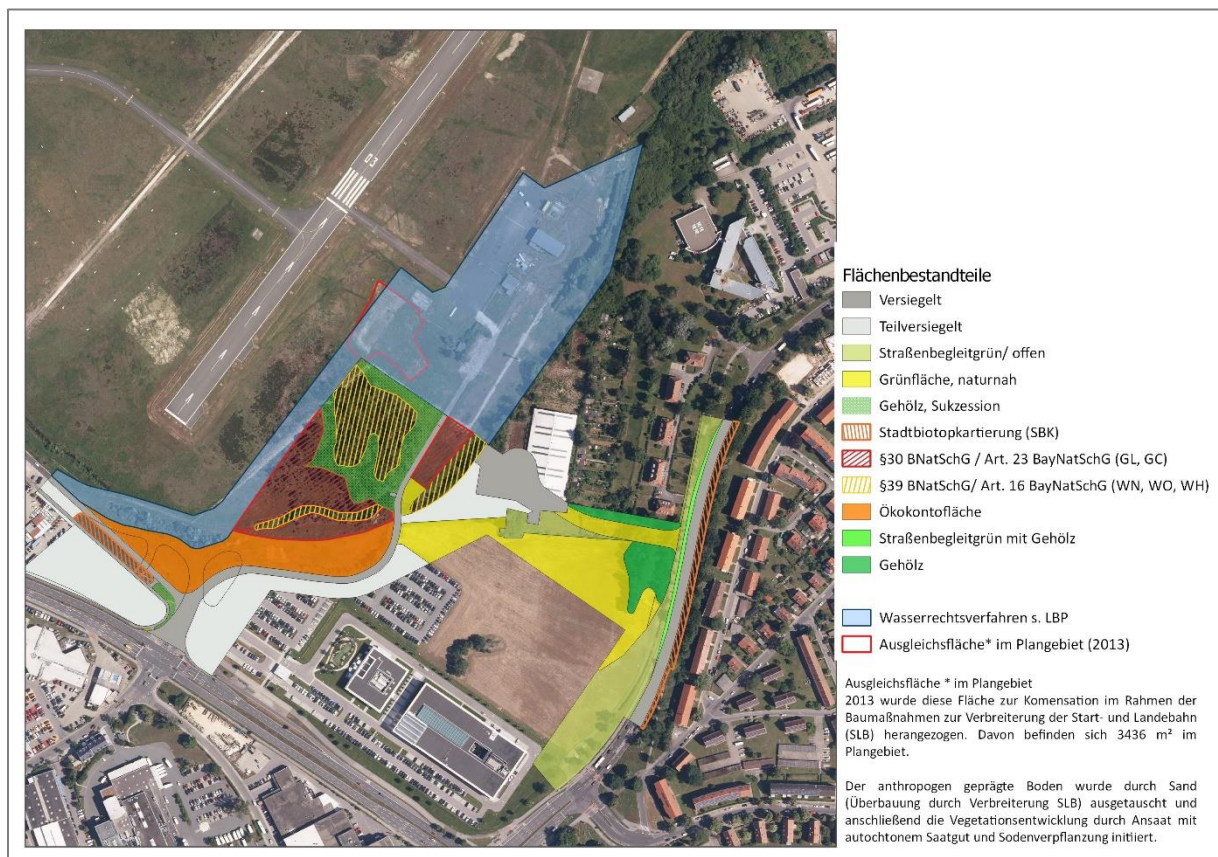 Flächenbestandteile
Versiegelt
Teilversiegelt
Straßenbegleitgrün/ offen
Grünfläche, naturnah
Gehölz, Sukzession
Stadtbiotopkartierung (SBK)
§30 BNatSchG / Art. 23 BayNatSchG (GL, GC)
§39 BNatSchG/ Art. 16 BayNatSchG (WN, WO, WH)
Ökokontofläche
Straßenbegleitgrün mit Gehölz
Gehölz
Wasserrechtsverfahren s. LBP
Ausgleichsfläche* im Plangebiet (2013)
Ausgleichsfläche * im Plangebiet
2013 wurde diese Fläche zur Komensation im Rahmen der
Baumaßnahmen zur Verbreiterung der Start- und Landebahn
(SLB) herangezogen. Davon befinden sich 3436 m² im
Plangebiet.
Der anthropogen geprägte Boden wurde durch Sand
(Überbauung durch Verbreiterung SLB) ausgetauscht und
anschließend die Vegetationsentwicklung durch Ansaat mit
autochtonem Saatgut und Sodenverpflanzung initiiert.